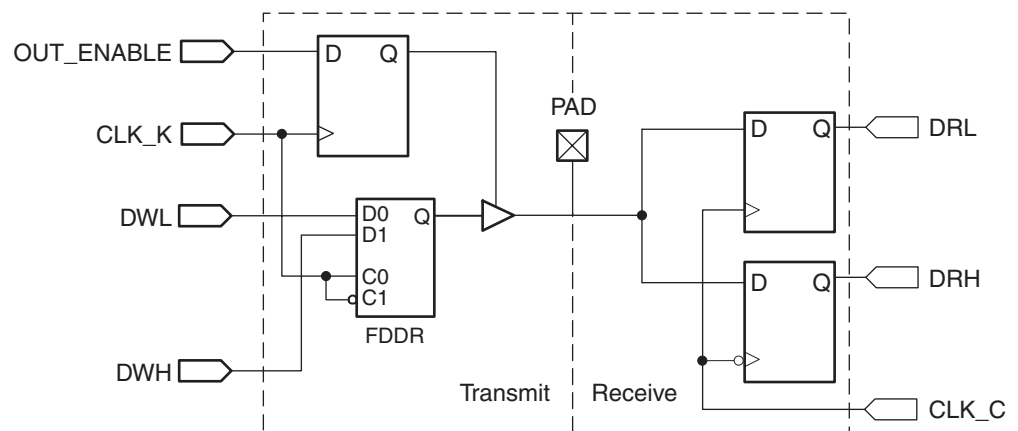 OUT_ENABLE
D Q
CLK_K
PAD
D Q
DRL
DWL
D0 Q
D1
C0
C1
FDDR
D Q
DRH
DWH
Transmit
Receive
CLK_C